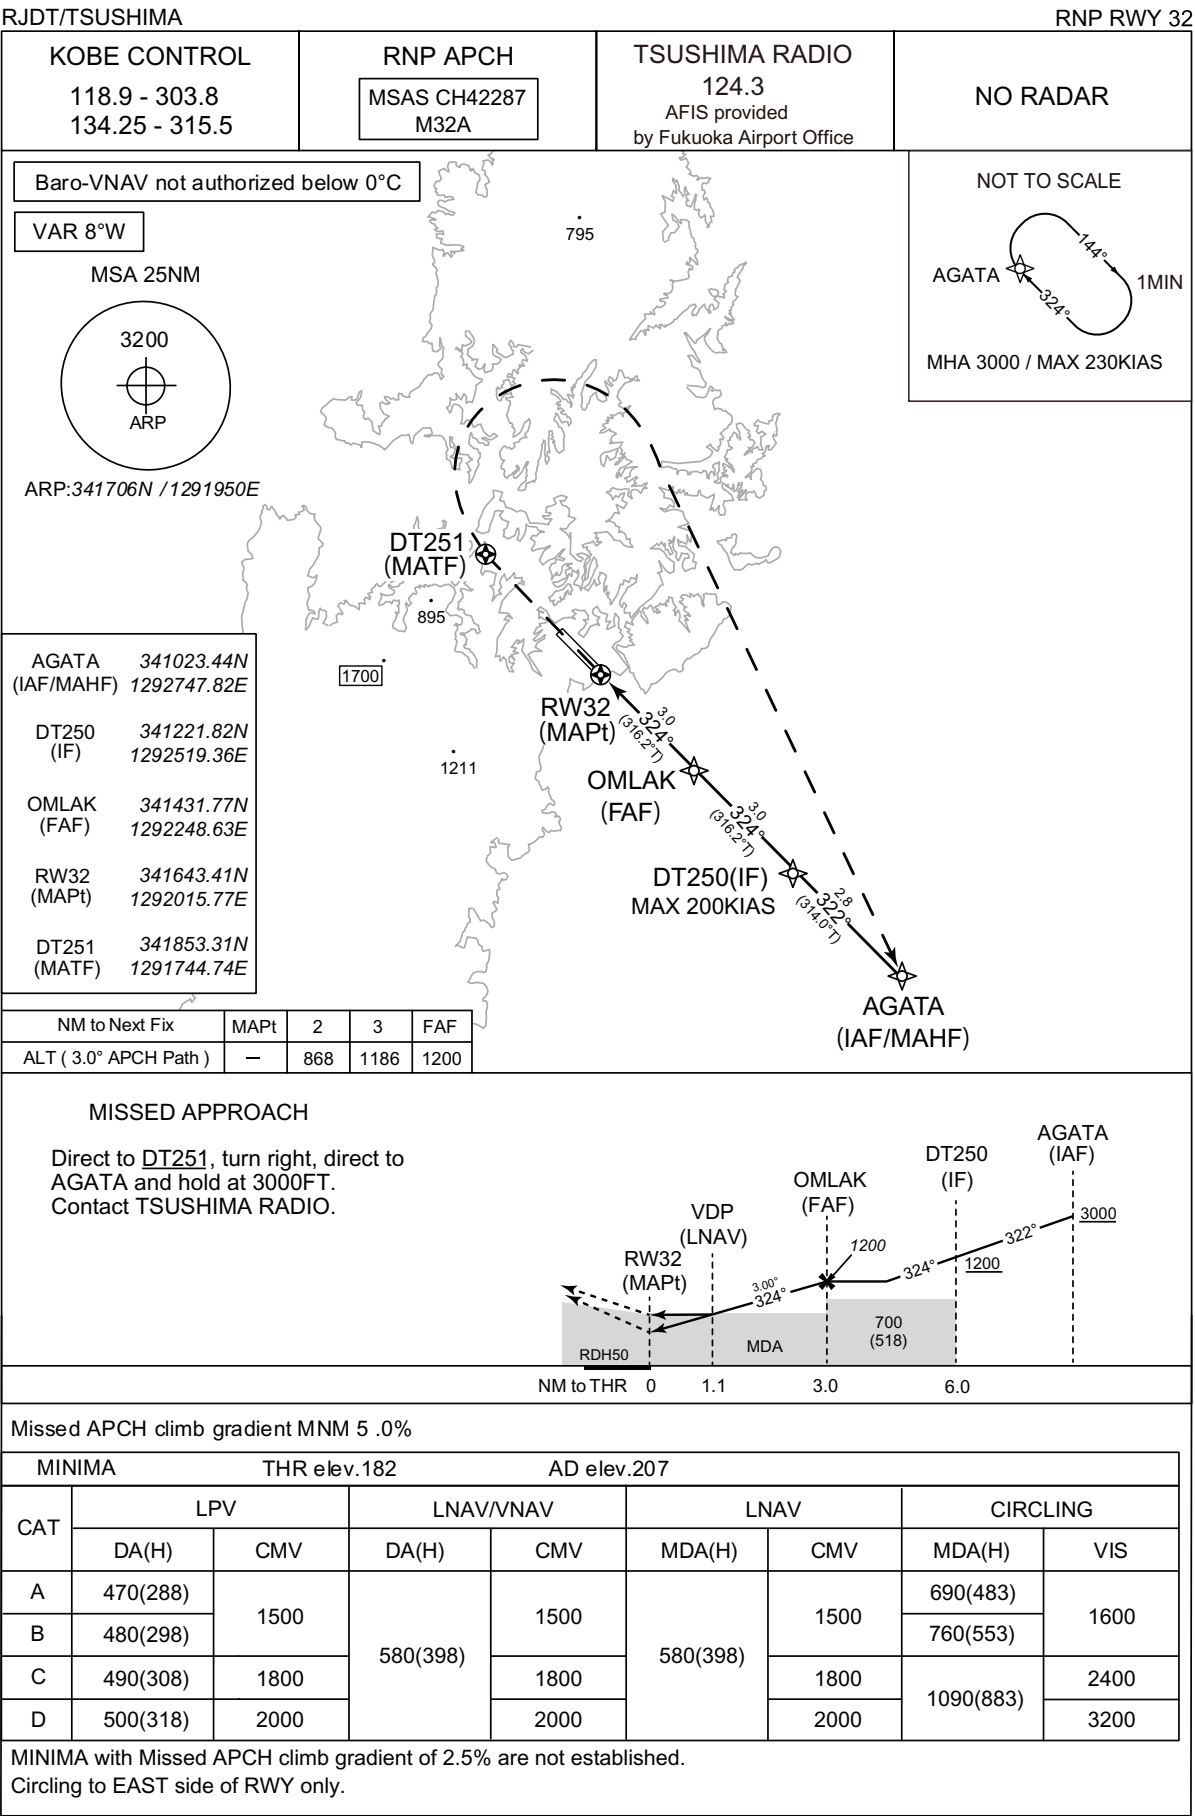 RJDT/TSUSHIMA
RNP RWY 32
KOBE CONTROL
118.9 - 303.8
134.25 - 315.5
RNP APCH
MSAS CH42287
M32A
TSUSHIMA RADIO
124.3
AFIS provided
by Fukuoka Airport Office
NO RADAR
Baro-VNAV not authorized below 0°C
VAR 8°W
MSA 25NM
3200
ARP
ARP:341706N /1291950E
795
NOT TO SCALE
AGATA
144°
324°
1MIN
MHA 3000 / MAX 230KIAS
DT251
(MATF)
895
1700
1211
RW32
(MAPt)
3.0
324°
(316.2°T)
OMLAK
(FAF)
3.0
324°
(316.2°T)
DT250(IF)
MAX 200KIAS
2.8
322°
(314.0°T)
AGATA
(IAF/MAHF)
AGATA 341023.44N
(IAF/MAHF) 1292747.82E
DT250 341221.82N
(IF) 1292519.36E
OMLAK 341431.77N
(FAF) 1292248.63E
RW32 341643.41N
(MAPt) 1292015.77E
DT251 341853.31N
(MATF) 1291744.74E
NM to Next Fix MAPt 2 3 FAF
ALT ( 3.0° APCH Path ) — 868 1186 1200
MISSED APPROACH
Direct to DT251, turn right, direct to
AGATA and hold at 3000FT.
Contact TSUSHIMA RADIO.
RW32
(MAPt)
VDP
(LNAV)
OMLAK
(FAF)
DT250
(IF)
AGATA
(IAF)
3000
322°
1200
324°
1200
3.00°
324°
700
(518)
MDA
RDH50
NM to THR 0 1.1 3.0 6.0
Missed APCH climb gradient MNM 5 .0%
MINIMA THR elev.182 AD elev.207
CAT LPV LNAV/VNAV LNAV CIRCLING
DA(H) CMV DA(H) CMV MDA(H) CMV MDA(H) VIS
A 470(288) 1500 580(398) 1500 580(398) 1500 690(483) 1600
B 480(298) 760(553)
C 490(308) 1800 1800 1800 1090(883) 2400
D 500(318) 2000 2000 2000 3200
MINIMA with Missed APCH climb gradient of 2.5% are not established.
Circling to EAST side of RWY only.